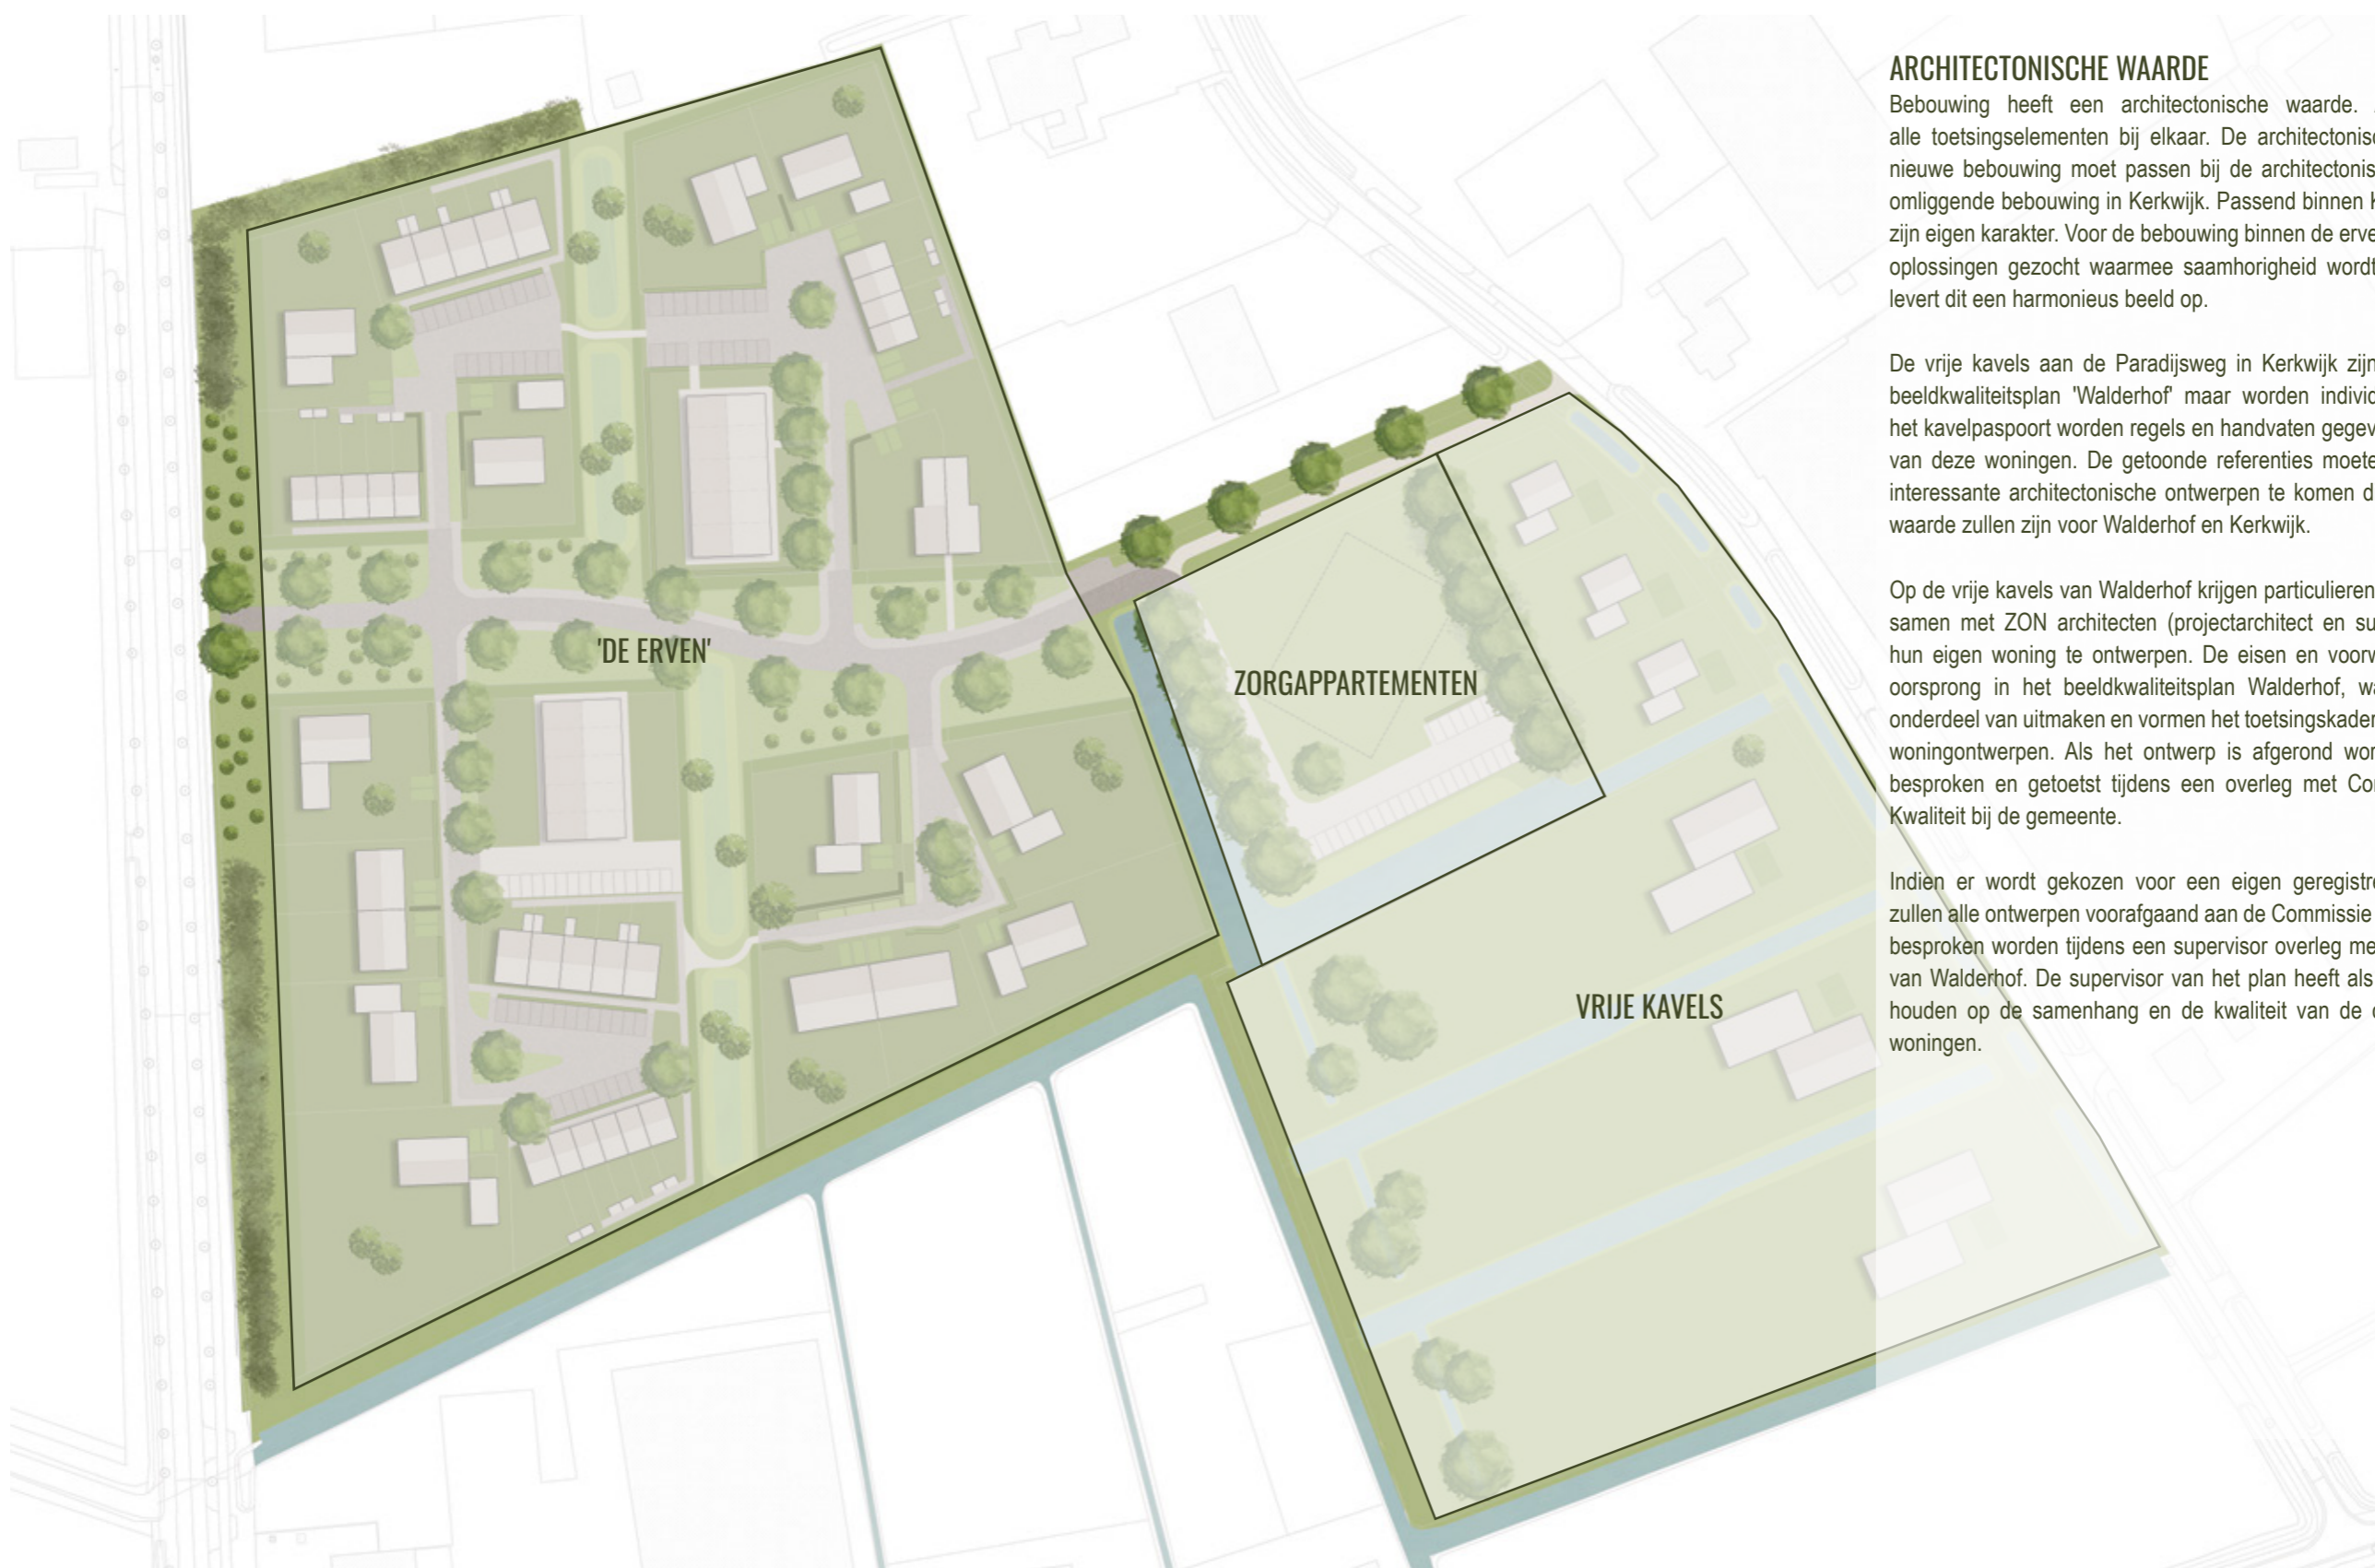 'DE ERVEN'
ZORGAPPARTEMENTEN
VRIJE KAVELS
ARCHITECTONISCHE WAARDE
Bebouwing heeft een architectonische waarde.
alle toetsingselementen bij elkaar. De
nieuwe bebouwing moet passen bij de
omliggende bebouwing in Kerkwijk. Passend binnen
zijn eigen karakter. Voor de bebouwing binnen de
oplossingen gezocht waarmee saamhorigheid wordt
levert dit een harmonieus beeld op.
De vrije kavels aan de Paradijsweg in Kerkwijk zijn
beeldkwaliteitsplan 'Walderhof' maar worden
het kavelpaspoort worden regels en handvaten
van deze woningen. De getoonde referenties
interessante architectonische ontwerpen te komen
waarde zullen zijn voor Walderhof en Kerkwijk.
Op de vrije kavels van Walderhof krijgen particulieren
samen met ZON architecten (projectarchitect en
hun eigen woning te ontwerpen. De eisen en
oorsprong in het beeldkwaliteitsplan Walderhof,
onderdeel van uitmaken en vormen het toetsingskader
woningontwerpen. Als het ontwerp is afgerond
besproken en getoetst tijdens een overleg met
Kwaliteit bij de gemeente.
Indien er wordt gekozen voor een eigen
zullen alle ontwerpen voorafgaand aan de Commissie
besproken worden tijdens een supervisor overleg
van Walderhof. De supervisor van het plan heeft als
houden op de samenhang en de kwaliteit van de
woningen.